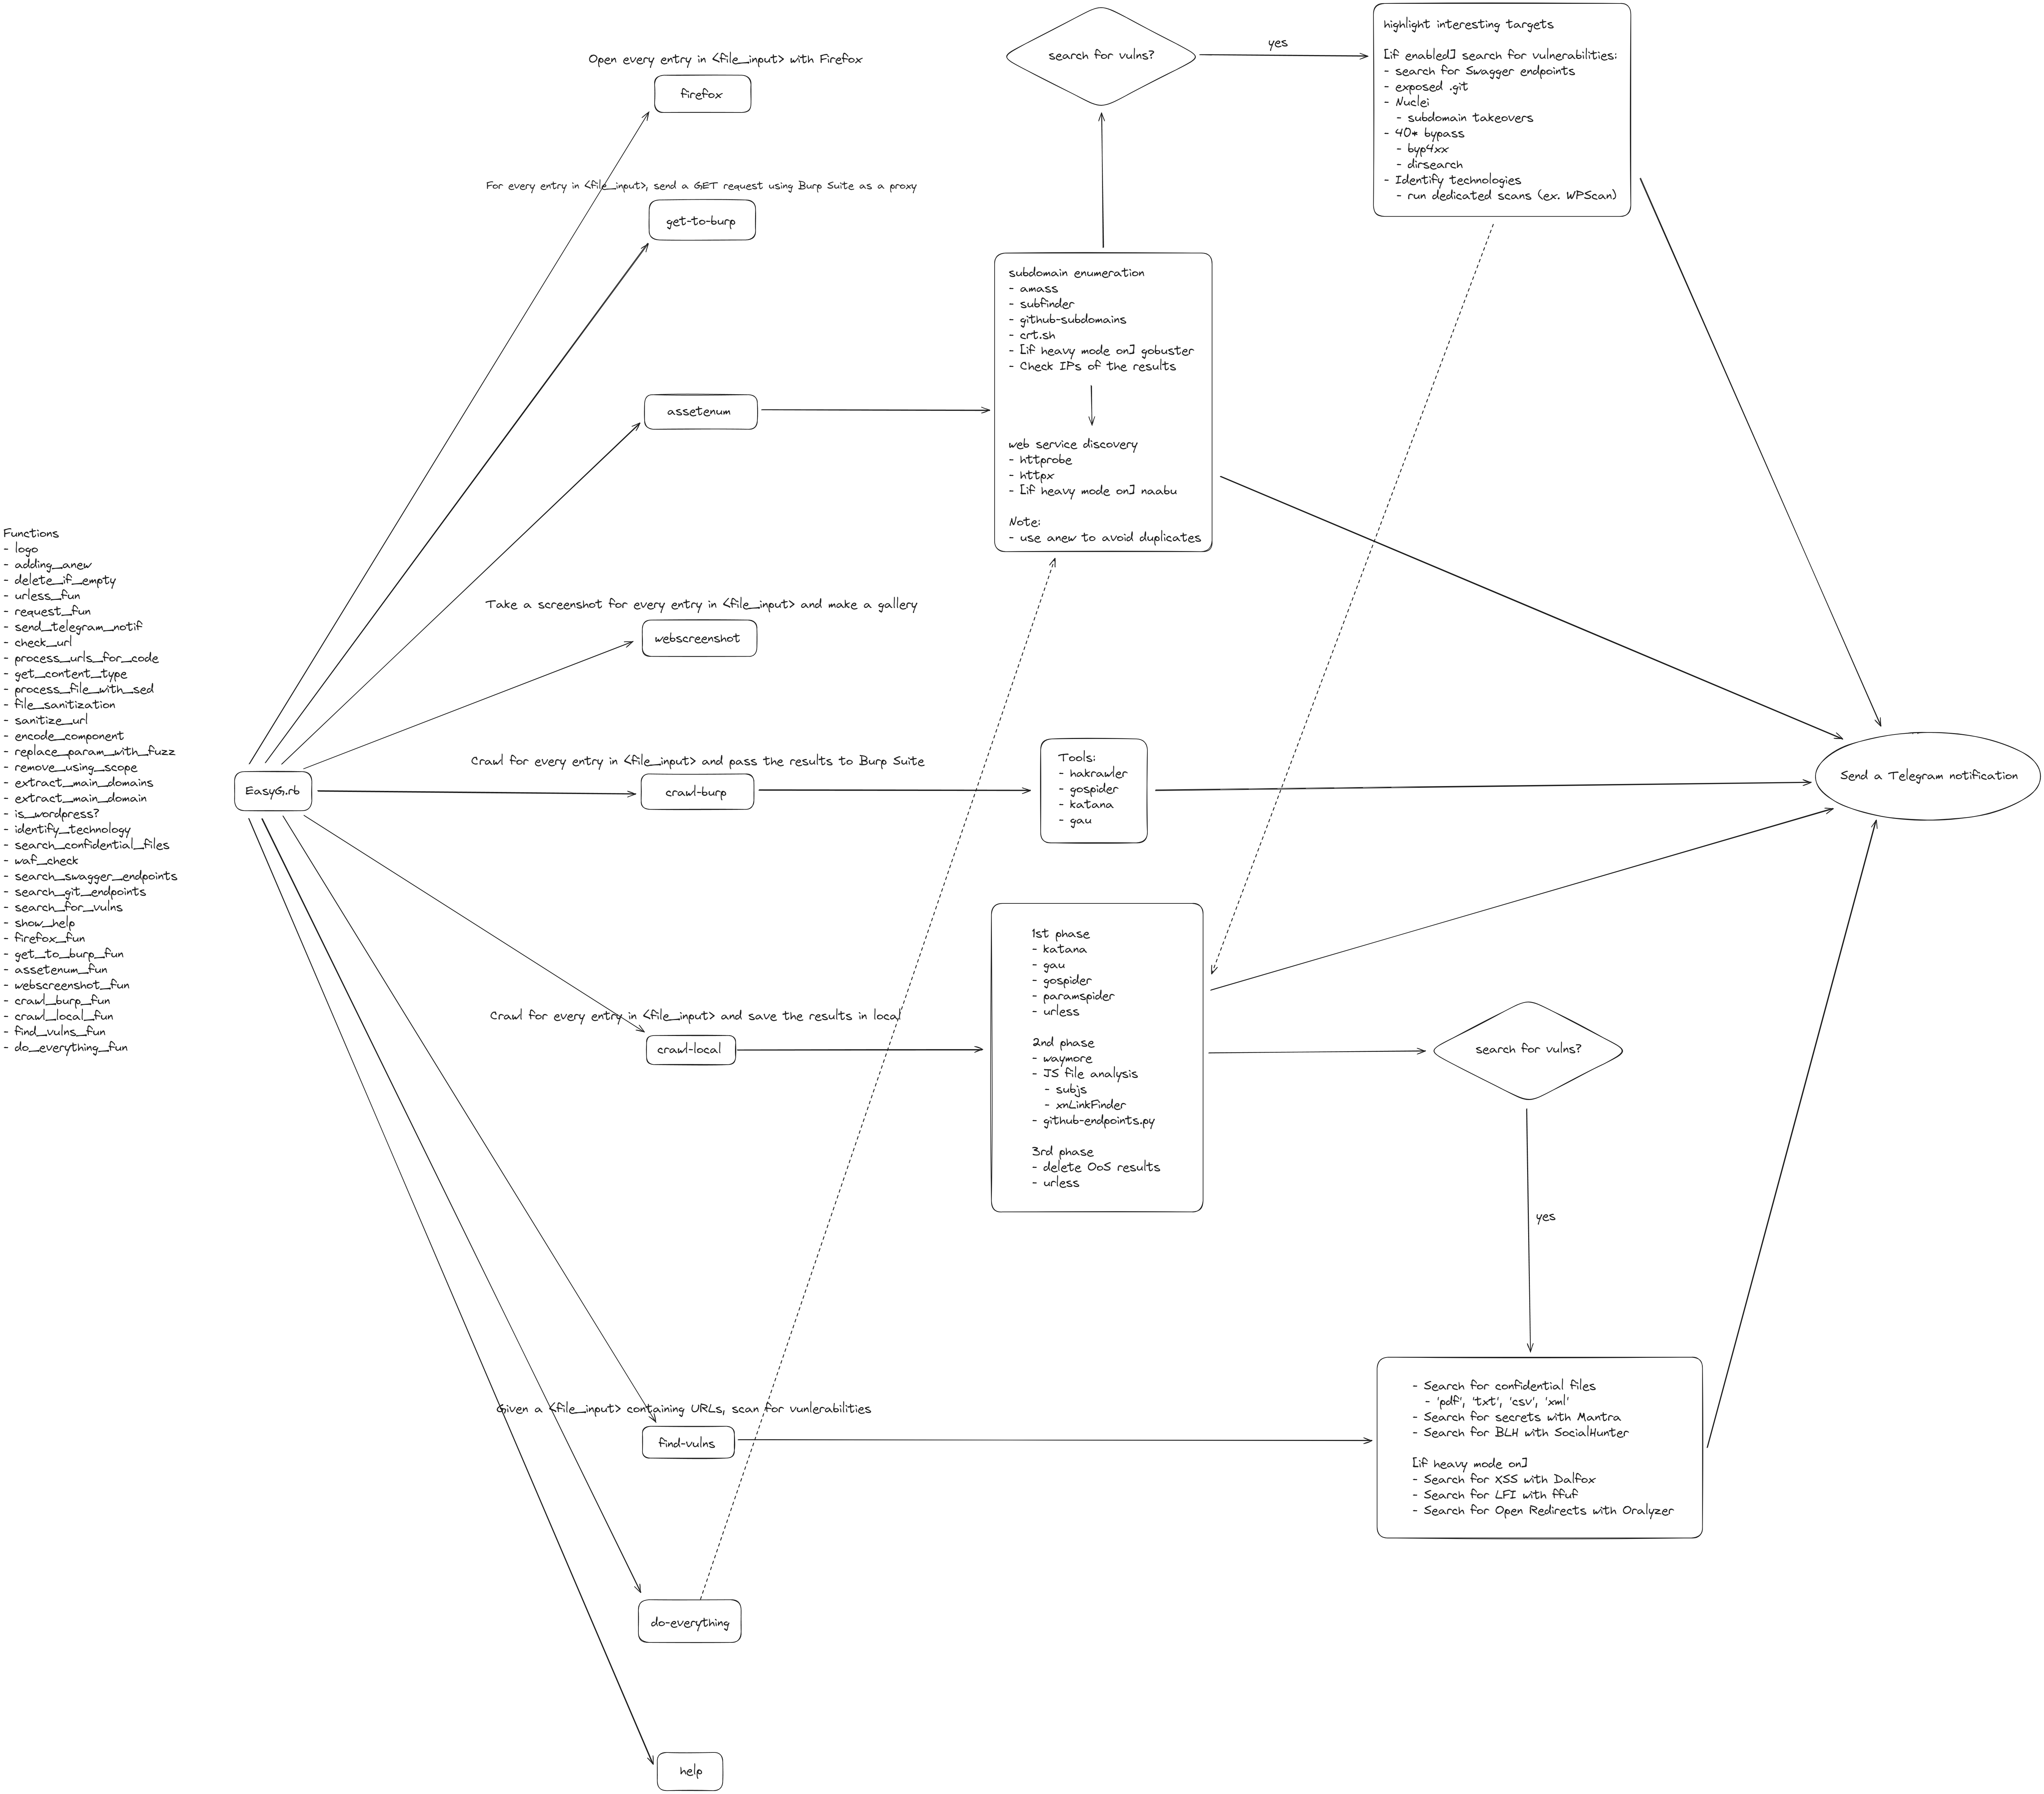 Functions
- logo
- adding_anew
- delete_if_empty
- urless_fun
- request_fun
- send_telegram_notif
- check_url
- process_urls_for_code
- get_content_type
- process_file_with_sed
- file_sanitization
- sanitize_url
- encode_component
- replace_param_with_fuzz
- remove_using_scope
- extract_main_domains
- extract_main_domain
- is_wordpress?
- identify_technology
- search_confidential_files
- waf_check
- search_swagger_endpoints
- search_git_endpoints
- search_for_vulns
- show_help
- firefox_fun
- get_to_burp_fun
- assetenum_fun
- webscreenshot_fun
- crawl_burp_fun
- crawl_local_fun
- find_vulns_fun
- do_everything_fun
EasyG.rb
Open every entry in <file_input> with Firefox
firefox
For every entry in <file_input>, send a GET request using Burp Suite as a proxy
get-to-burp
assetenum
Take a screenshot for every entry in <file_input> and make a gallery
webscreenshot
Crawl for every entry in <file_input> and pass the results to Burp Suite
crawl-burp
Crawl for every entry in <file_input> and save the results in local
crawl-local
Given a <file_input> containing URLs, scan for vunlerabilities
find-vulns
do-everything
help
search for vulns?
yes
subdomain enumeration
- amass
- subfinder
- github-subdomains
- crt.sh
- [if heavy mode on] gobuster
- Check IPs of the results
web service discovery
- httprobe
- httpx
- [if heavy mode on] naabu
Note:
- use anew to avoid duplicates
Tools:
- hakrawler
- gospider
- katana
- gau
1st phase
- katana
- gau
- gospider
- paramspider
- urless
2nd phase
- waymore
- JS file analysis
- subjs
- xnLinkFinder
- github-endpoints.py
3rd phase
- delete OoS results
- urless
highlight interesting targets
[if enabled] search for vulnerabilities:
- search for Swagger endpoints
- exposed .git
- Nuclei
- subdomain takeovers
- 40* bypass
- byp4xx
- dirsearch
- Identify technologies
- run dedicated scans (ex. WPScan)
search for vulns?
yes
- Search for confidential files
- 'pdf', 'txt', 'csv', 'xml'
- Search for secrets with Mantra
- Search for BLH with SocialHunter
[if heavy mode on]
- Search for XSS with Dalfox
- Search for LFI with ffuf
- Search for Open Redirects with Oralyzer
Send a Telegram notification